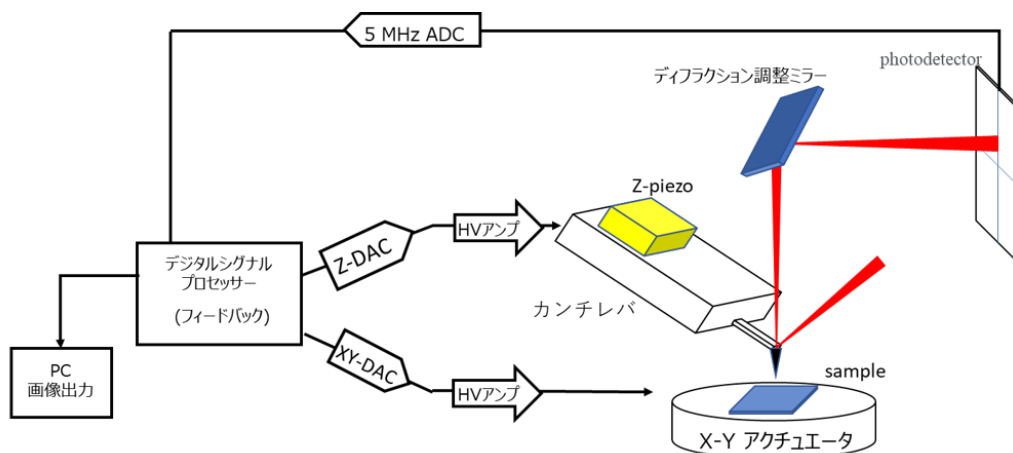 5 MHz ADC
photodetector
ディフラクション調整ミラー
Z-piezo
HVアンプ
Z-DAC
デジタルシグナル
プロセッサー
(フィードバック)
カンチレバ
PC
画像出力
XY-DAC
HVアンプ
sample
X-Y アクチュエータ